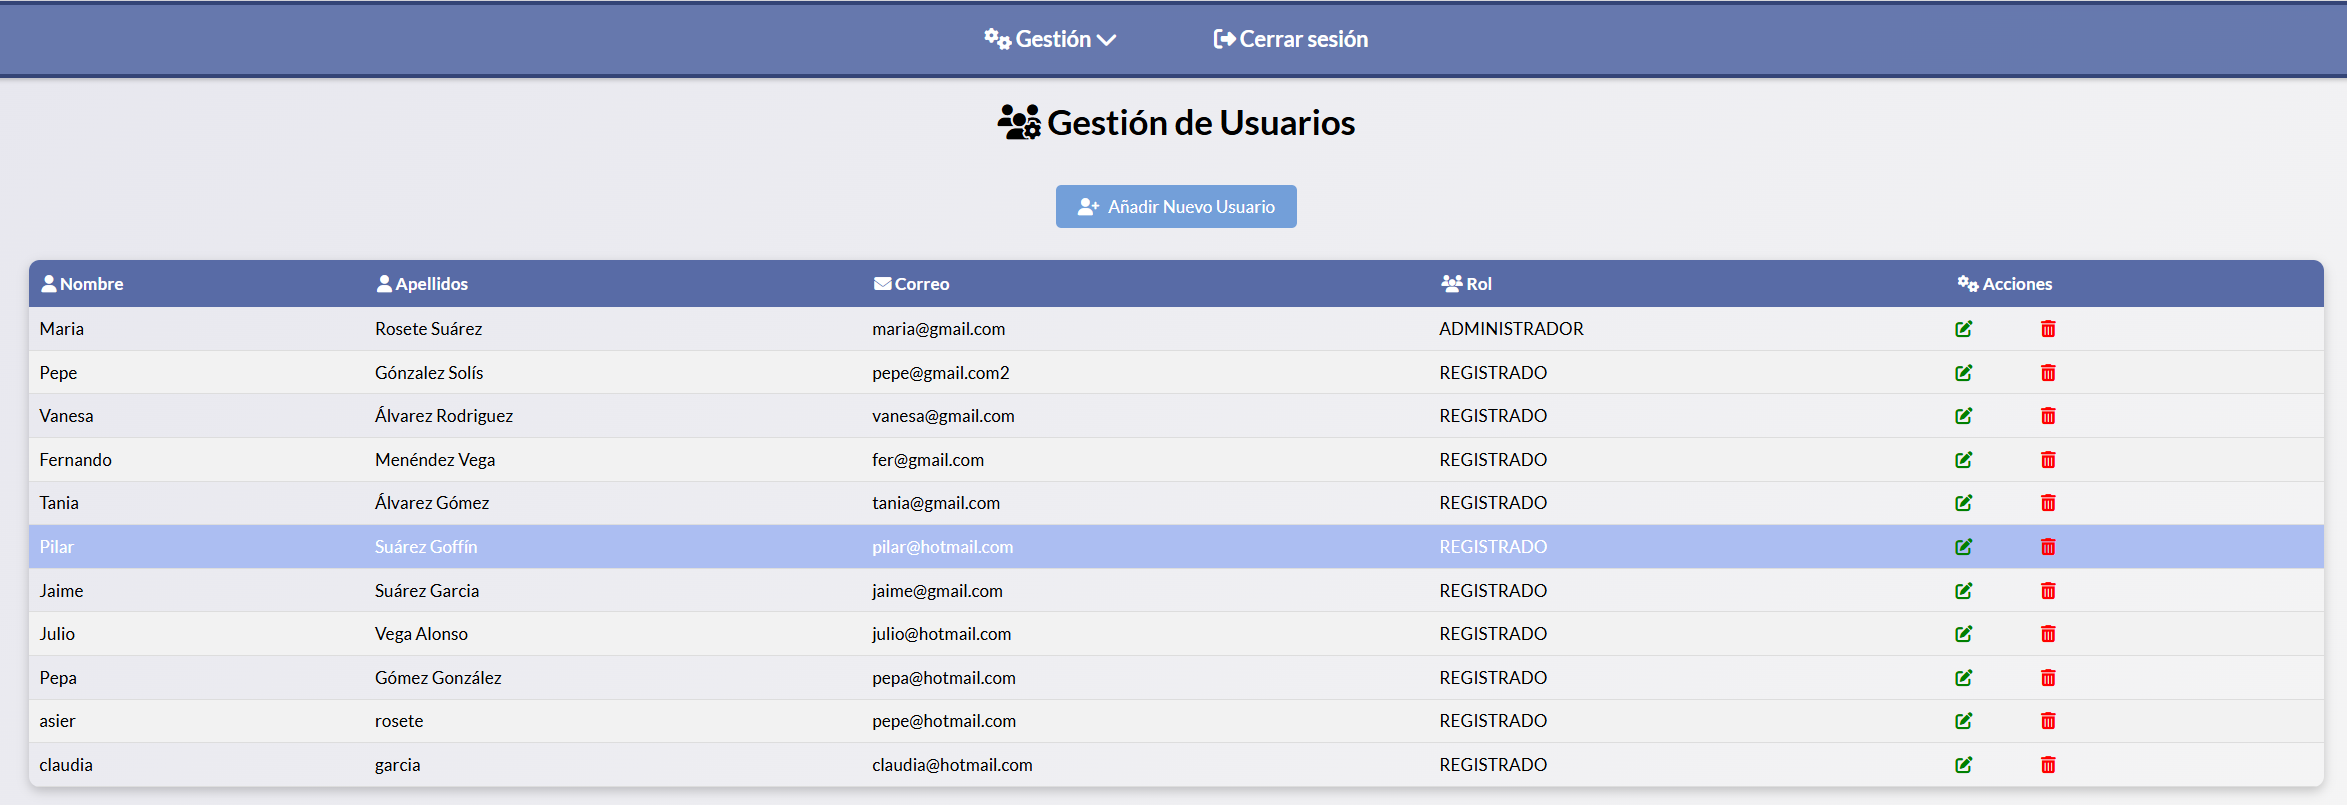 Gestión Cerrar sesión
Gestión de Usuarios
Añadir Nuevo Usuario
Nombre Apellidos Correo Rol Acciones
Maria Rosete Suárez maria@gmail.com ADMINISTRADOR
Pepe Gónzalez Solís pepe@gmail.com2 REGISTRADO
Vanesa Álvarez Rodriguez vanesa@gmail.com REGISTRADO
Fernando Menéndez Vega fer@gmail.com REGISTRADO
Tania Álvarez Gómez tania@gmail.com REGISTRADO
Pilar Suárez Goffín pilar@hotmail.com REGISTRADO
Jaime Suárez Garcia jaime@gmail.com REGISTRADO
Julio Vega Alonso julio@hotmail.com REGISTRADO
Pepa Gómez González pepa@hotmail.com REGISTRADO
asier rosete pepe@hotmail.com REGISTRADO
claudia garcia claudia@hotmail.com REGISTRADO